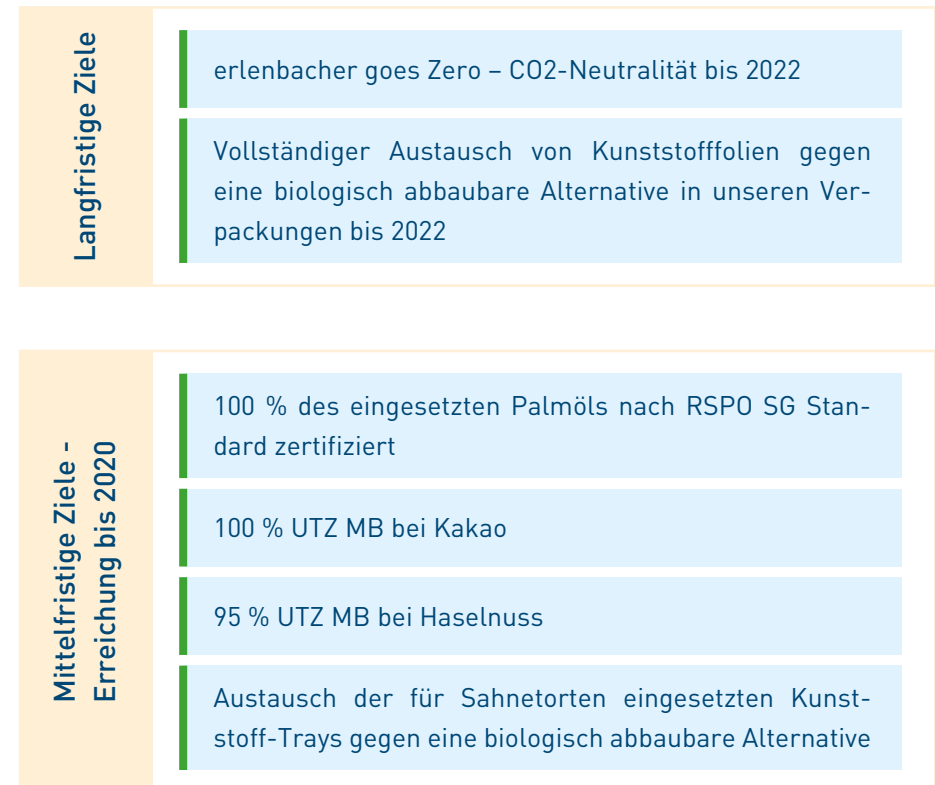 Langfristige Ziele
erlenbacher goes Zero – CO2-Neutralität bis 2022
Vollständiger Austausch von Kunststofffolien gegen
eine biologisch abbaubare Alternative in unseren Ver-
packungen bis 2022
Mittelfristige Ziele –
Erreichung bis 2020
100 % des eingesetzten Palmöls nach RSPO SG Stan-
dard zertifiziert
100 % UTZ MB bei Kakao
95 % UTZ MB bei Haselnuss
Austausch der für Sahnetorten eingesetzten Kunst-
stoff-Trays gegen eine biologisch abbaubare Alternative